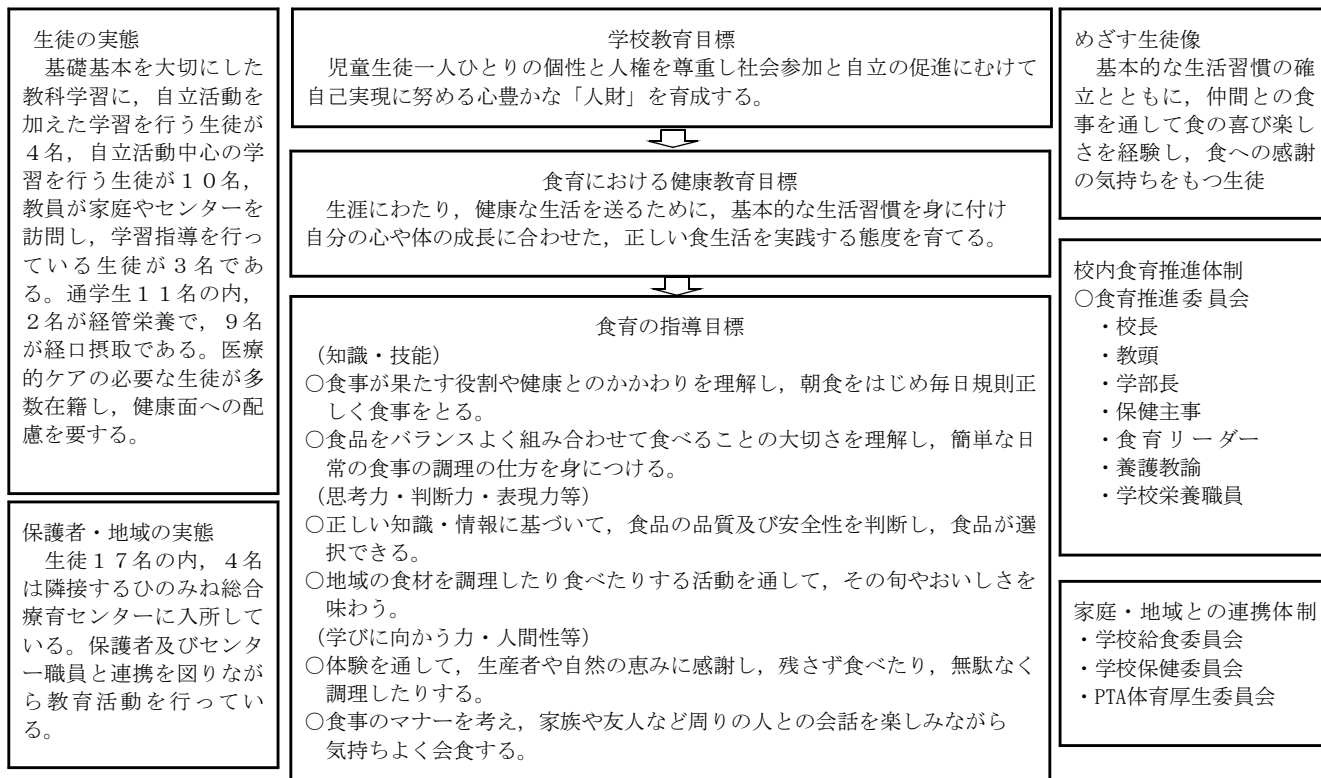 生徒の実態
基礎基本を大切にした
教科学習に，自立活動を
加えた学習を行う生徒が
４名，自立活動中心の学
習を行う生徒が１０名，
教員が家庭やセンターを
訪問し，学習指導を行っ
ている生徒が３名であ
る。通学生１１名の内，
２名が経管栄養で，９名
が経口摂取である。医療
的ケアの必要な生徒が多
数在籍し，健康面への配
慮を要する。
保護者・地域の実態
生徒１７名の内，４名
は隣接するひのみね総合
療育センターに入所して
いる。保護者及びセンタ
ー職員と連携を図りなが
ら教育活動を行ってい
る。
学校教育目標
児童生徒一人ひとりの個性と人権を尊重し社会参加と自立の促進にむけて
自己実現に努める心豊かな「人財」を育成する。
食育における健康教育目標
生涯にわたり，健康な生活を送るために，基本的な生活習慣を身に付け
自分の心や体の成長に合わせた，正しい食生活を実践する態度を育てる。
食育の指導目標
（知識・技能）
○食事が果たす役割や健康とのかかわりを理解し，朝食をはじめ毎日規則正
しく食事をとる。
○食品をバランスよく組み合わせて食べることの大切さを理解し，簡単な日
常の食事の調理の仕方を身につける。
（思考力・判断力・表現力等）
○正しい知識・情報に基づいて，食品の品質及び安全性を判断し，食品が選
択できる。
○地域の食材を調理したり食べたりする活動を通して，その旬やおいしさを
味わう。
（学びに向かう力・人間性等）
○体験を通して，生産者や自然の恵みに感謝し，残さず食べたり，無駄なく
調理したりする。
○食事のマナーを考え，家族や友人など周りの人との会話を楽しみながら
気持ちよく会食する。
めざす生徒像
基本的な生活習慣の確
立とともに，仲間との食
事を通して食の喜び楽し
さを経験し，食への感謝
の気持ちをもつ生徒
校内食育推進体制
○食育推進委員会
・校長
・教頭
・学部長
・保健主事
・食育リーダー
・養護教諭
・学校栄養職員
家庭・地域との連携体制
・学校給食委員会
・学校保健委員会
・PTA体育厚生委員会